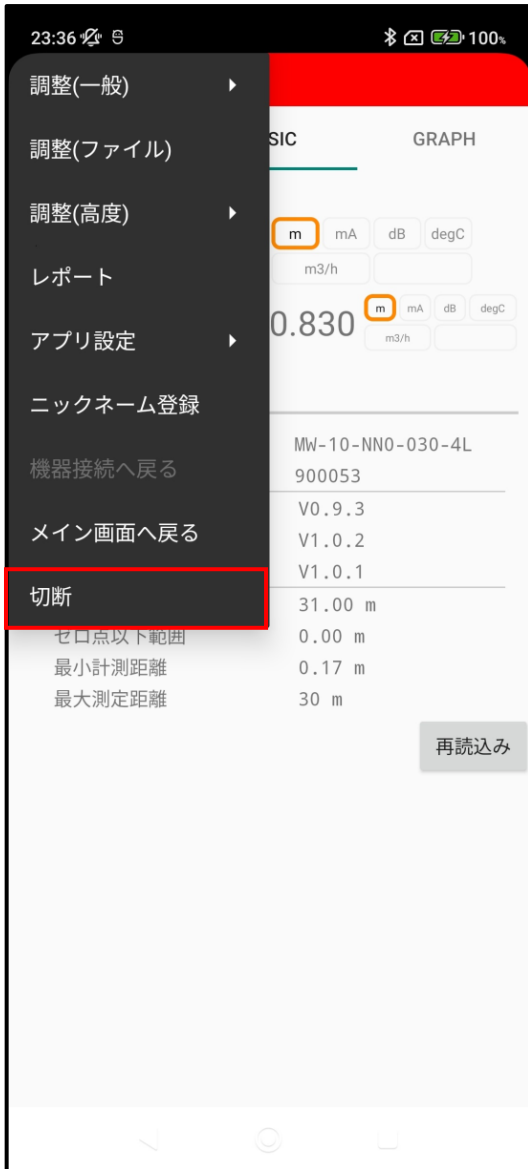 23:36 100%
調整(一般)
調整(ファイル)
SIC GRAPH
調整(高度)
m mA dB degC
m3/h
レポート
0.830 m mA dB degC
m3/h
アプリ設定
ニックネーム登録
MW-10-NN0-030-4L
機器接続へ戻る
900053
V0.9.3
メイン画面へ戻る
V1.0.2
V1.0.1
切断
31.00 m
ゼロ点以下範囲 0.00 m
最小計測距離 0.17 m
最大測定距離 30 m
再読込み